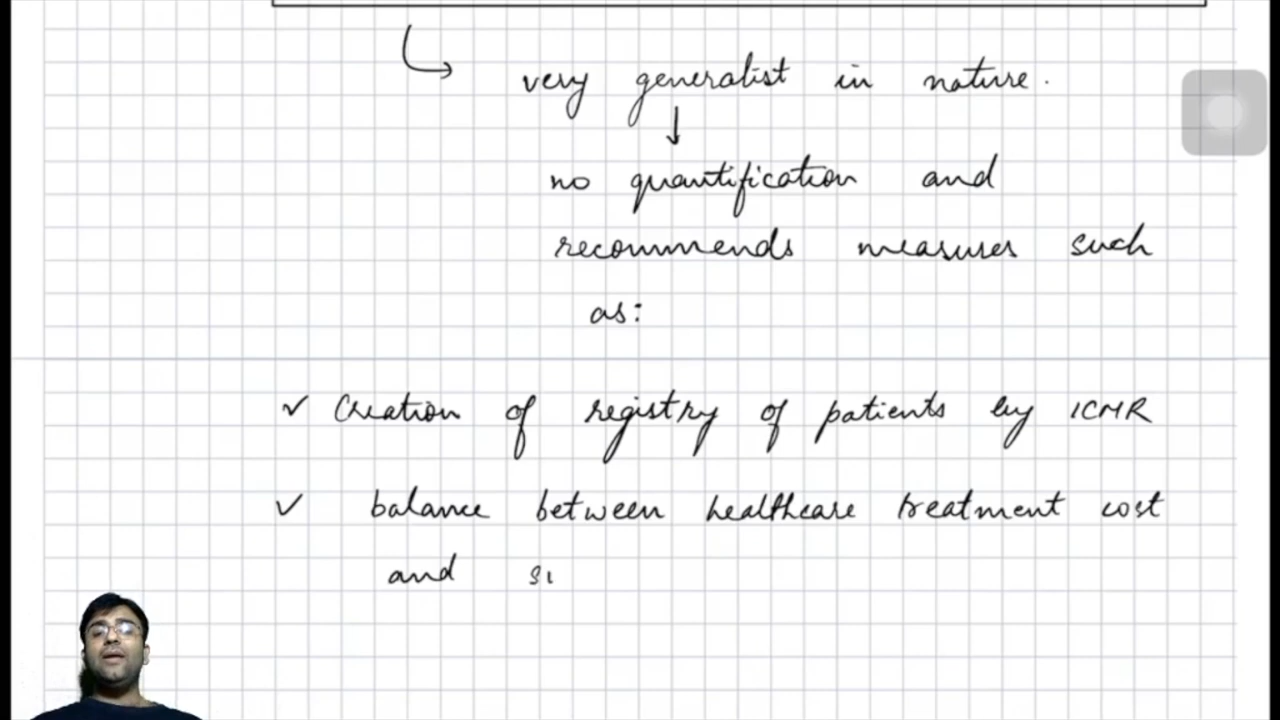 very generalist in nature.
no quantification and
recommends measures such
as:
✓ Creation of registry of patients by ICMR
✓ balance between healthcare treatment cost
and